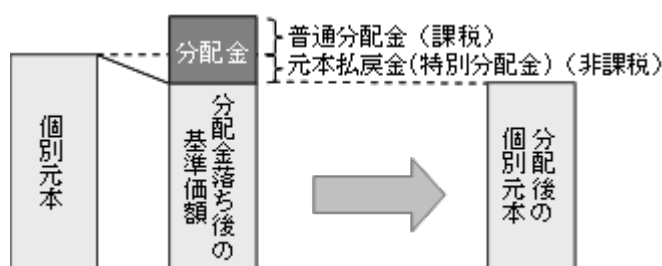 分配金
普通分配金（課税）
元本払戻金(特別分配金)（非課税）
個別元本
分配金落ち後の
基準価額
分配後の
個別元本